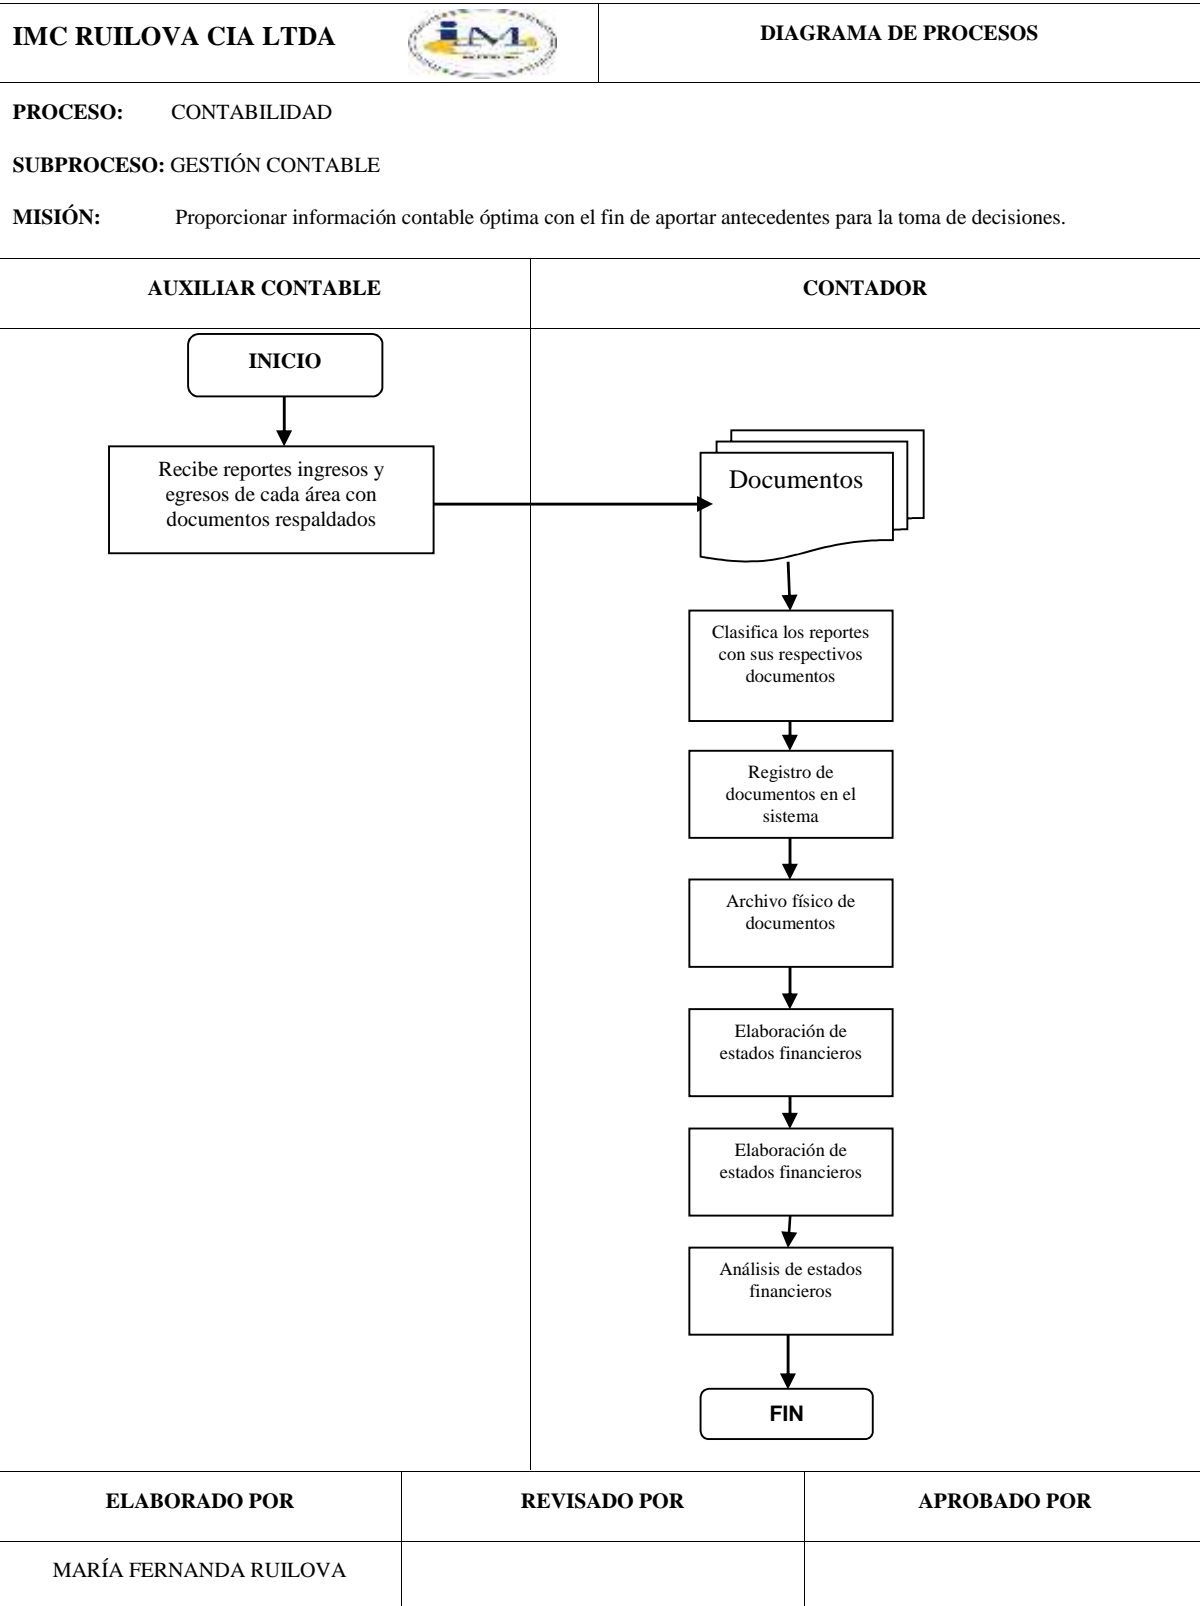 IMC RUILOVA CIA LTDA
iM
DIAGRAMA DE PROCESOS
PROCESO: CONTABILIDAD
SUBPROCESO: GESTIÓN CONTABLE
MISIÓN: Proporcionar información contable óptima con el fin de aportar antecedentes para la toma de decisiones.
AUXILIAR CONTABLE
CONTADOR
INICIO
Recibe reportes ingresos y
egresos de cada área con
documentos respaldados
Documentos
Clasifica los reportes
con sus respectivos
documentos
Registro de
documentos en el
sistema
Archivo físico de
documentos
Elaboración de
estados financieros
Elaboración de
estados financieros
Análisis de estados
financieros
FIN
ELABORADO POR
REVISADO POR
APROBADO POR
MARÍA FERNANDA RUILOVA